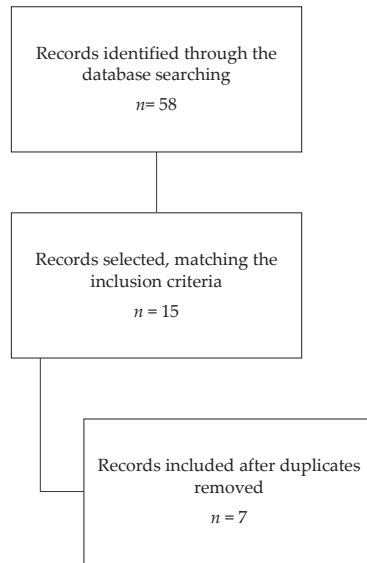 Records identified through the
database searching
n= 58
Records selected, matching the
inclusion criteria
n = 15
Records included after duplicates
removed
n = 7